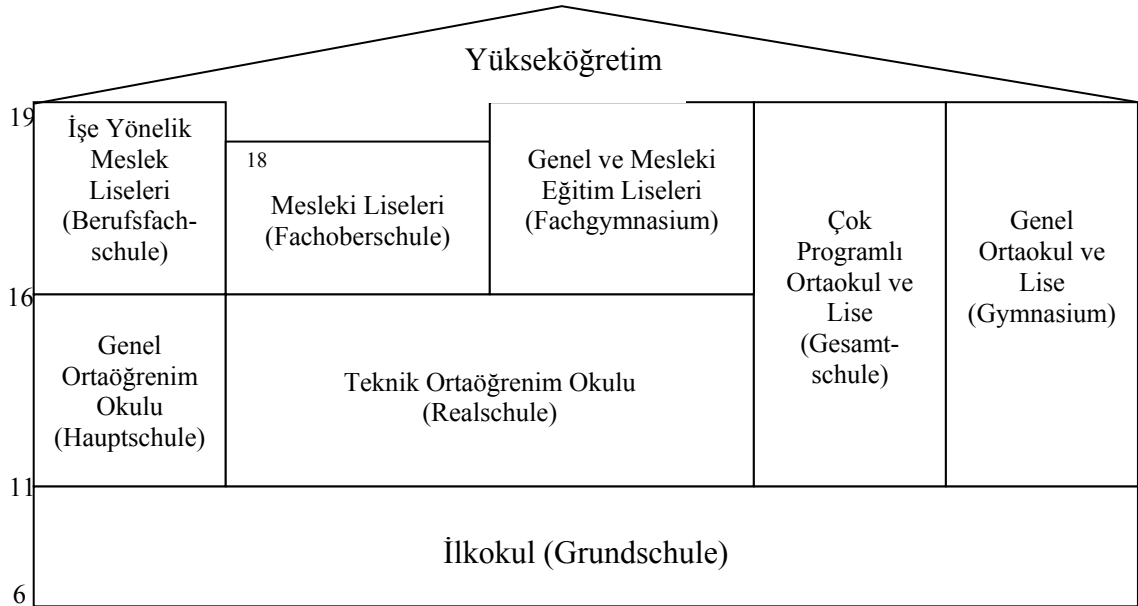 Yükseköğretim
19
İşe Yönelik
Meslek
Liseleri
(Berufsfach-
schule)
18
Mesleki Liseleri
(Fachoberschule)
Genel ve Mesleki
Eğitim Liseleri
(Fachgymnasium)
Çok
Programlı
Ortaokul ve
Lise
(Gesamt-
schule)
Genel
Ortaokul ve
Lise
(Gymnasium)
16
Genel
Ortaöğrenim
Okulu
(Hauptschule)
Teknik Ortaöğrenim Okulu
(Realschule)
11
İlkokul (Grundschule)
6